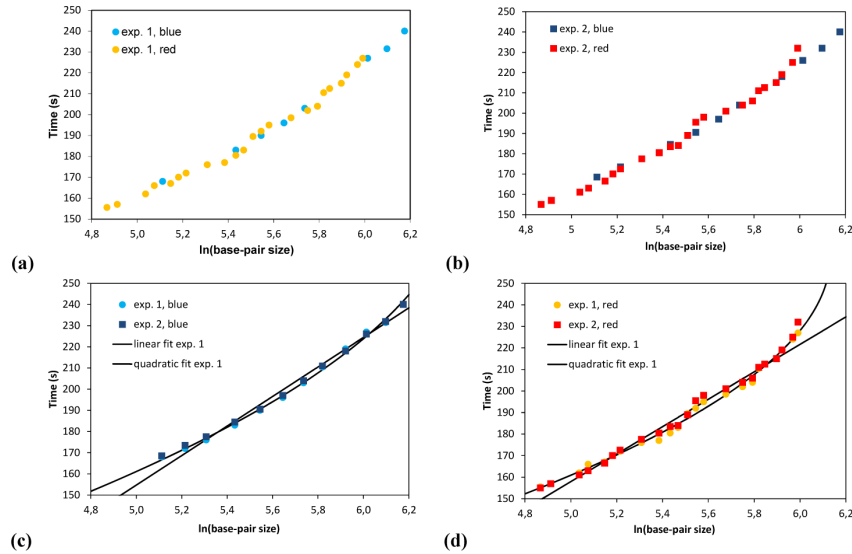 250
240
230
220
210
200
190
180
170
160
150
Time (s)
exp. 1, blue
exp. 1, red
4,8 5,0 5,2 5,4 5,6 5,8 6,0 6,2
ln(base-pair size)
(a)
250
240
230
220
210
200
190
180
170
160
150
Time (s)
exp. 2, blue
exp. 2, red
4,8 5 5,2 5,4 5,6 5,8 6 6,2
ln(base-pair size)
(b)
250
240
230
220
210
200
190
180
170
160
150
Time (s)
exp. 1, blue
exp. 2, blue
linear fit exp. 1
quadratic fit exp. 1
4,8 5,0 5,2 5,4 5,6 5,8 6,0 6,2
ln(base-pair size)
(c)
250
240
230
220
210
200
190
180
170
160
150
Time (s)
exp. 1, red
exp. 2, red
linear fit exp. 1
quadratic fit exp. 1
4,8 5,0 5,2 5,4 5,6 5,8 6,0 6,2
ln(base-pair size)
(d)